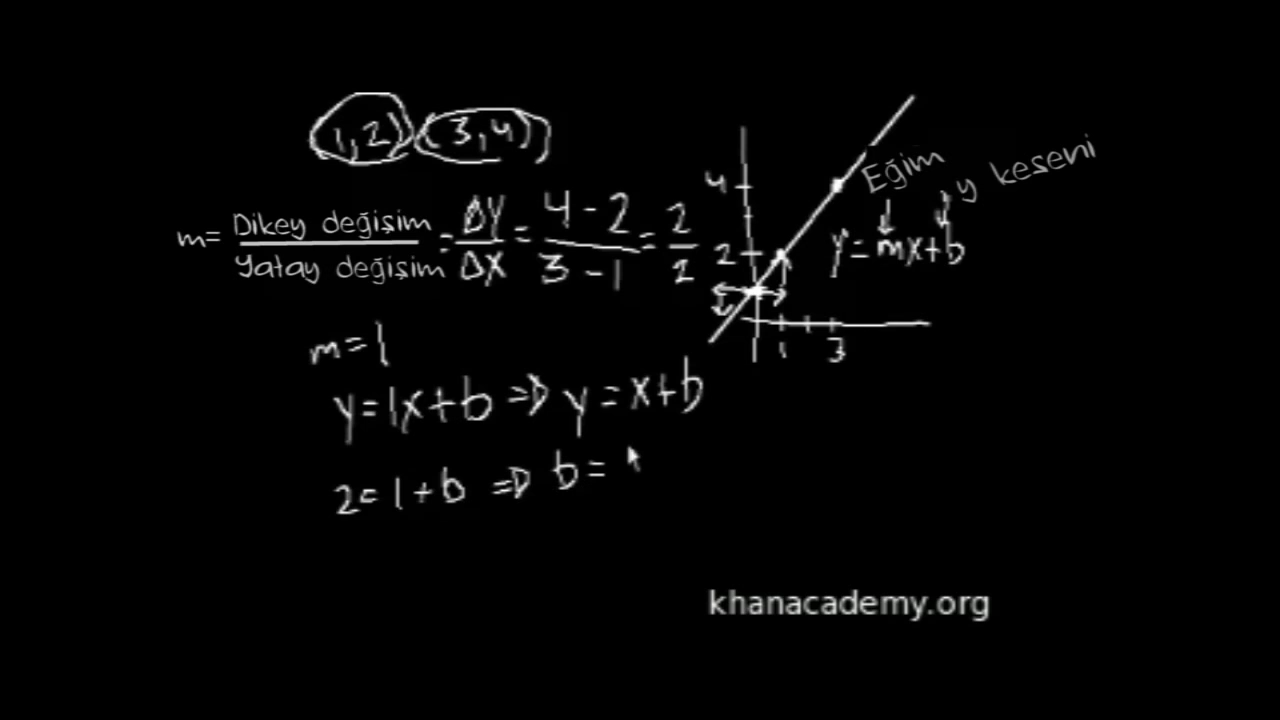 (1,2) (3,4)
m= Dikey değişim / Yatay değişim = ΔY / ΔX = 4-2 / 3-1 = 2 / 2
m=1
y=1x+b ⇒ y=x+b
2=1+b ⇒ b=
4
2
1 3
Eğim
y keseni
y=mx+b
khanacademy.org